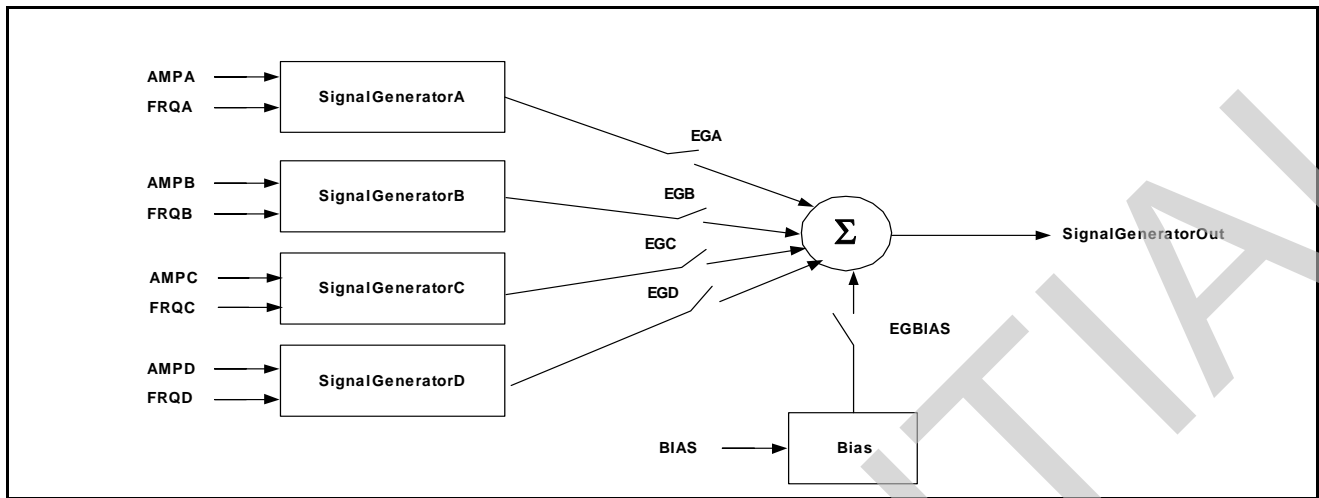 AMPA
FRQA
SignalGeneratorA
EGA
AMPB
FRQB
SignalGeneratorB
EGB
AMPC
FRQC
SignalGeneratorC
EGC
AMPD
FRQD
SignalGeneratorD
EGD
Σ
SignalGeneratorOut
EGBIAS
BIAS
Bias
NTIAL